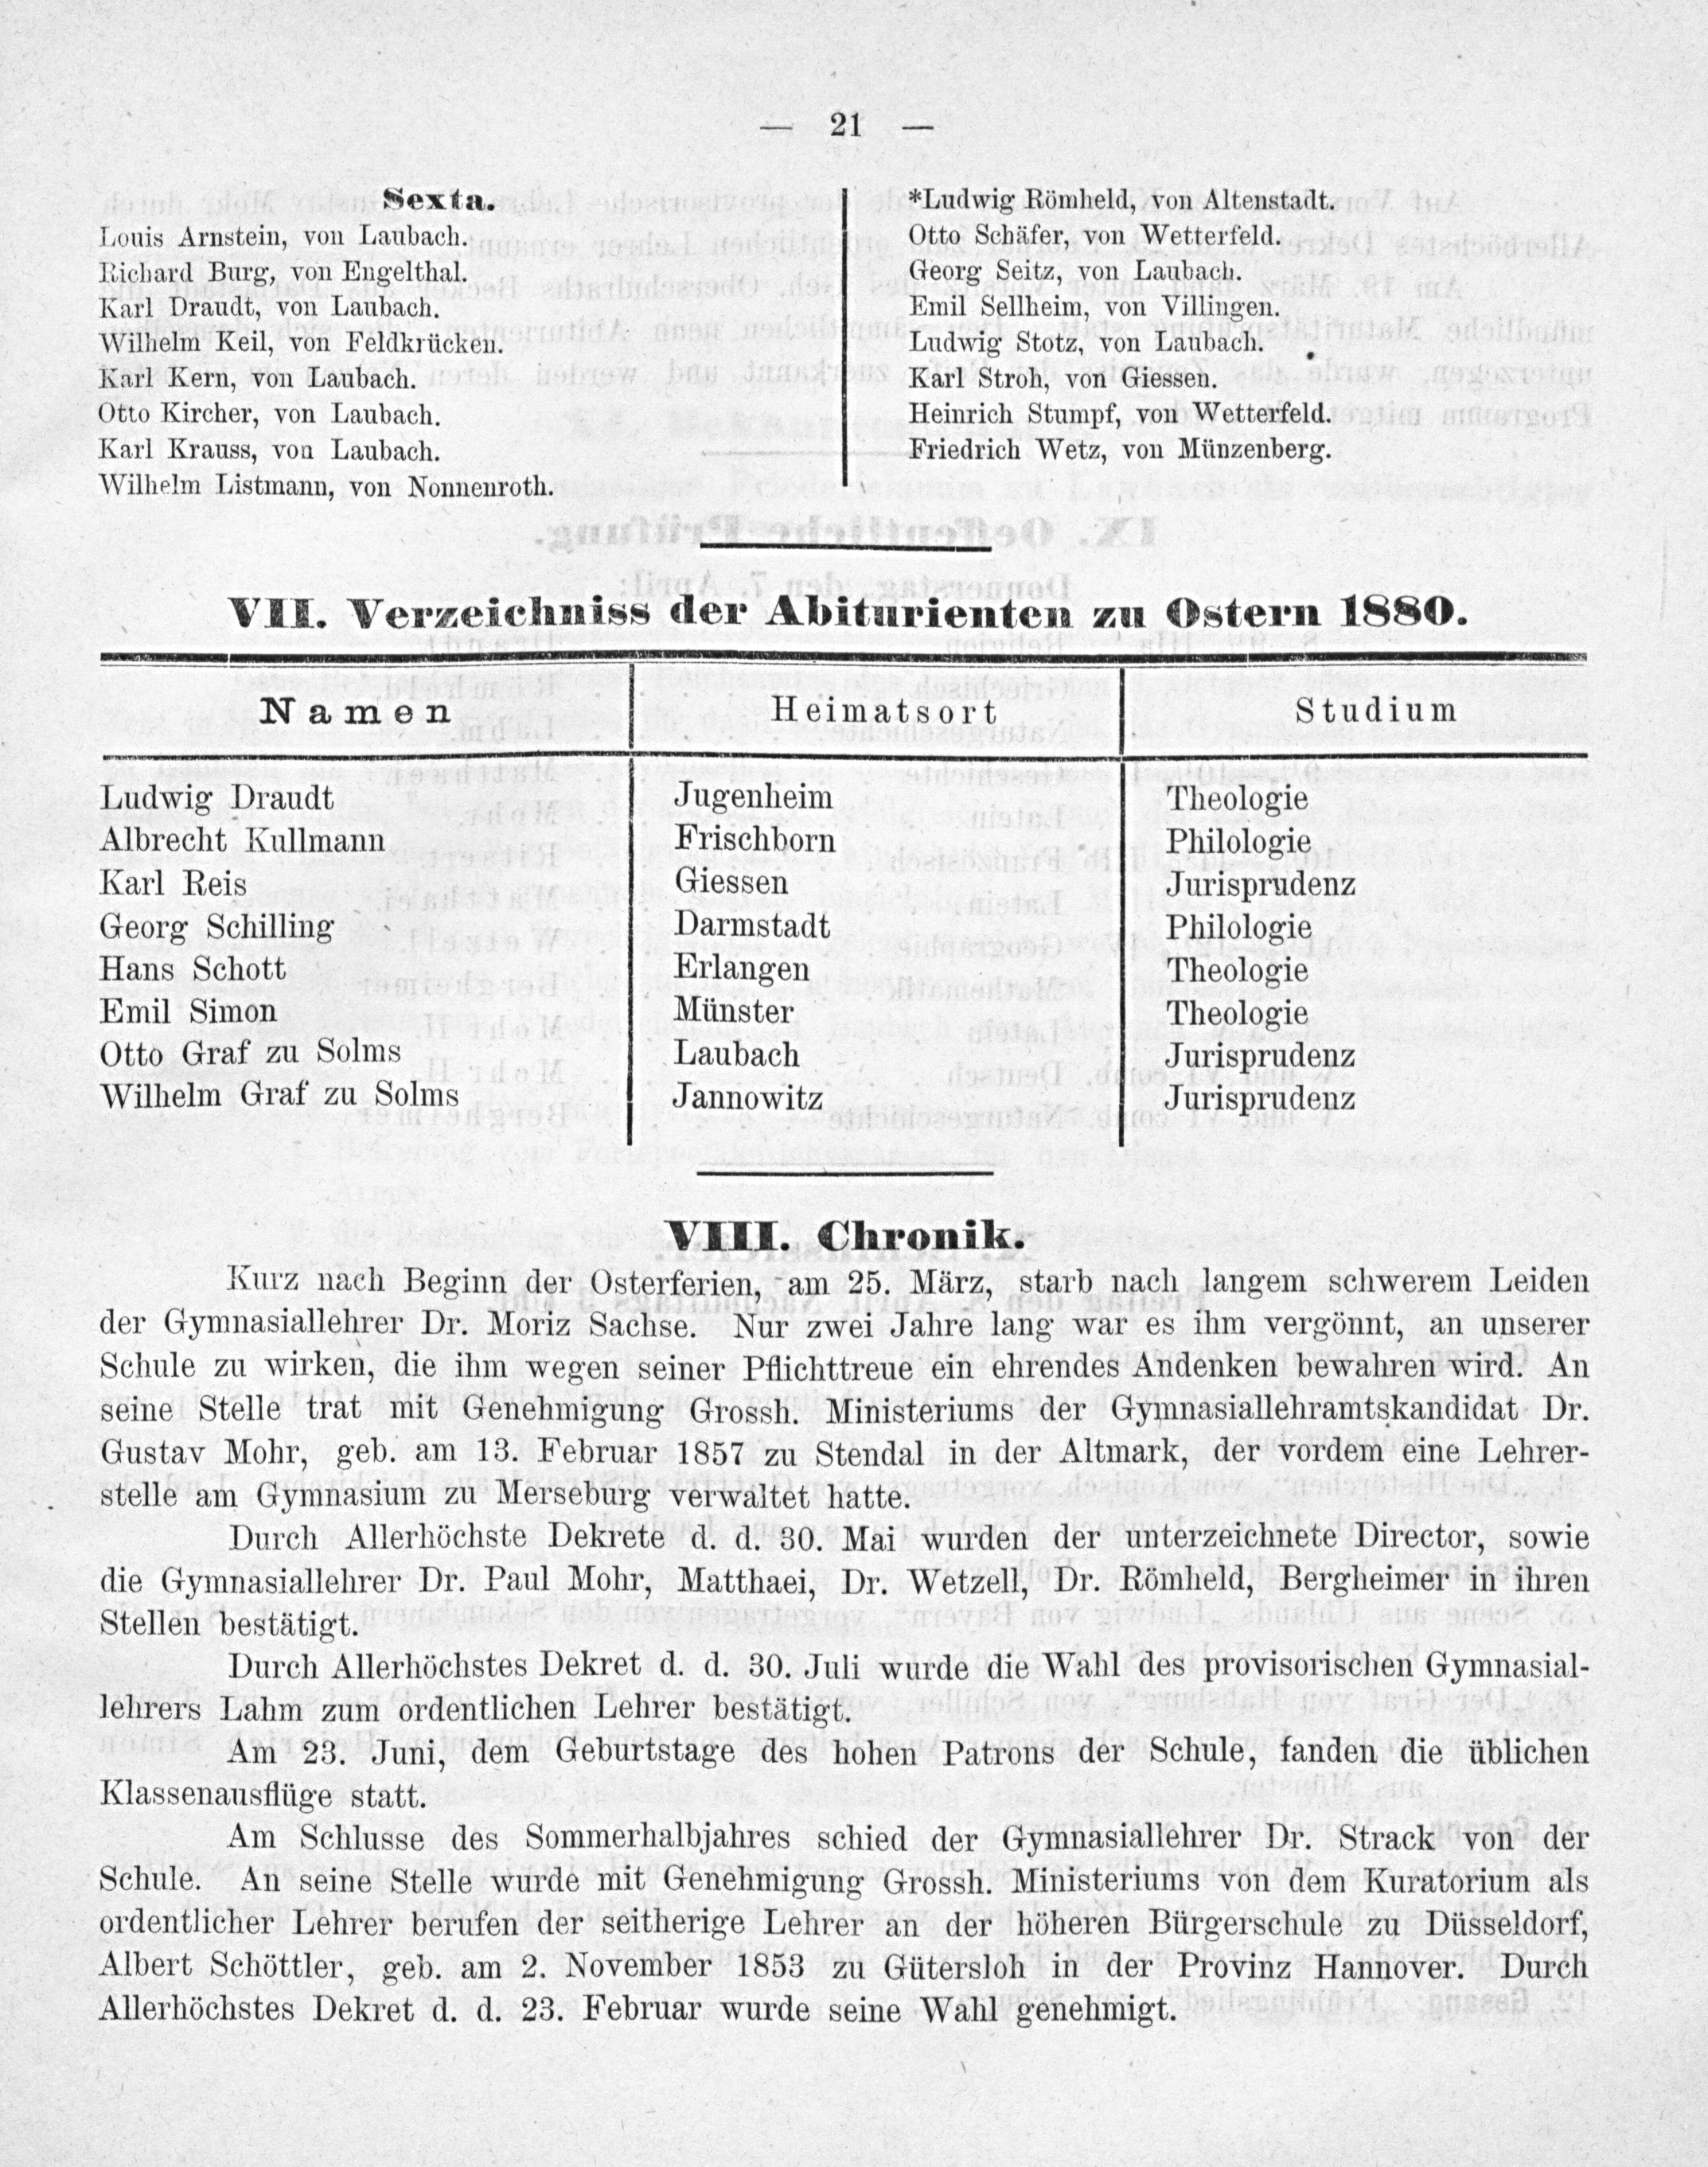 — 21 —
Sexta.
Louis Arnstein, von Laubach.
Richard Burg, von Engelthal.
Karl Draudt, von Laubach.
Wilhelm Keil, von Feldkrücken.
Karl Kern, von Laubach.
Otto Kircher, von Laubach.
Karl Krauss, von Laubach.
Wilhelm Listmann, von Nonnenroth.
*Ludwig Römheld, von Altenstadt.
Otto Schäfer, von Wetterfeld.
Georg Seitz, von Laubach.
Emil Sellheim, von Villingen.
Ludwig Stotz, von Laubach.
Karl Stroh, von Giessen.
Heinrich Stumpf, von Wetterfeld.
Friedrich Wetz, von Münzenberg.
VII. Verzeichniss der Abiturienten zu Ostern 1880.
Namen Heimatsort Studium
Ludwig Draudt Jugenheim Theologie
Albrecht Kullmann Frischborn Philologie
Karl Reis Giessen Jurisprudenz
Georg Schilling Darmstadt Philologie
Hans Schott Erlangen Theologie
Emil Simon Münster Theologie
Otto Graf zu Solms Laubach Jurisprudenz
Wilhelm Graf zu Solms Jannowitz Jurisprudenz
VIII. Chronik.
Kurz nach Beginn der Osterferien, am 25. März, starb nach langem schwerem Leiden
der Gymnasiallehrer Dr. Moriz Sachse. Nur zwei Jahre lang war es ihm vergönnt, an unserer
Schule zu wirken, die ihm wegen seiner Pflichttreue ein ehrendes Andenken bewahren wird. An
seine Stelle trat mit Genehmigung Grossh. Ministeriums der Gymnasiallehramtskandidat Dr.
Gustav Mohr, geb. am 13. Februar 1857 zu Stendal in der Altmark, der vordem eine Lehrer-
stelle am Gymnasium zu Merseburg verwaltet hatte.
Durch Allerhöchste Dekrete d. d. 30. Mai wurden der unterzeichnete Director, sowie
die Gymnasiallehrer Dr. Paul Mohr, Matthaei, Dr. Wetzell, Dr. Römheld, Bergheimer in ihren
Stellen bestätigt.
Durch Allerhöchstes Dekret d. d. 30. Juli wurde die Wahl des provisorischen Gymnasial-
lehrers Lahm zum ordentlichen Lehrer bestätigt.
Am 23. Juni, dem Geburtstage des hohen Patrons der Schule, fanden die üblichen
Klassenausflüge statt.
Am Schlusse des Sommerhalbjahres schied der Gymnasiallehrer Dr. Strack von der
Schule. An seine Stelle wurde mit Genehmigung Grossh. Ministeriums von dem Kuratorium als
ordentlicher Lehrer berufen der seitherige Lehrer an der höheren Bürgerschule zu Düsseldorf,
Albert Schöttler, geb. am 2. November 1853 zu Gütersloh in der Provinz Hannover. Durch
Allerhöchstes Dekret d. d. 23. Februar wurde seine Wahl genehmigt.